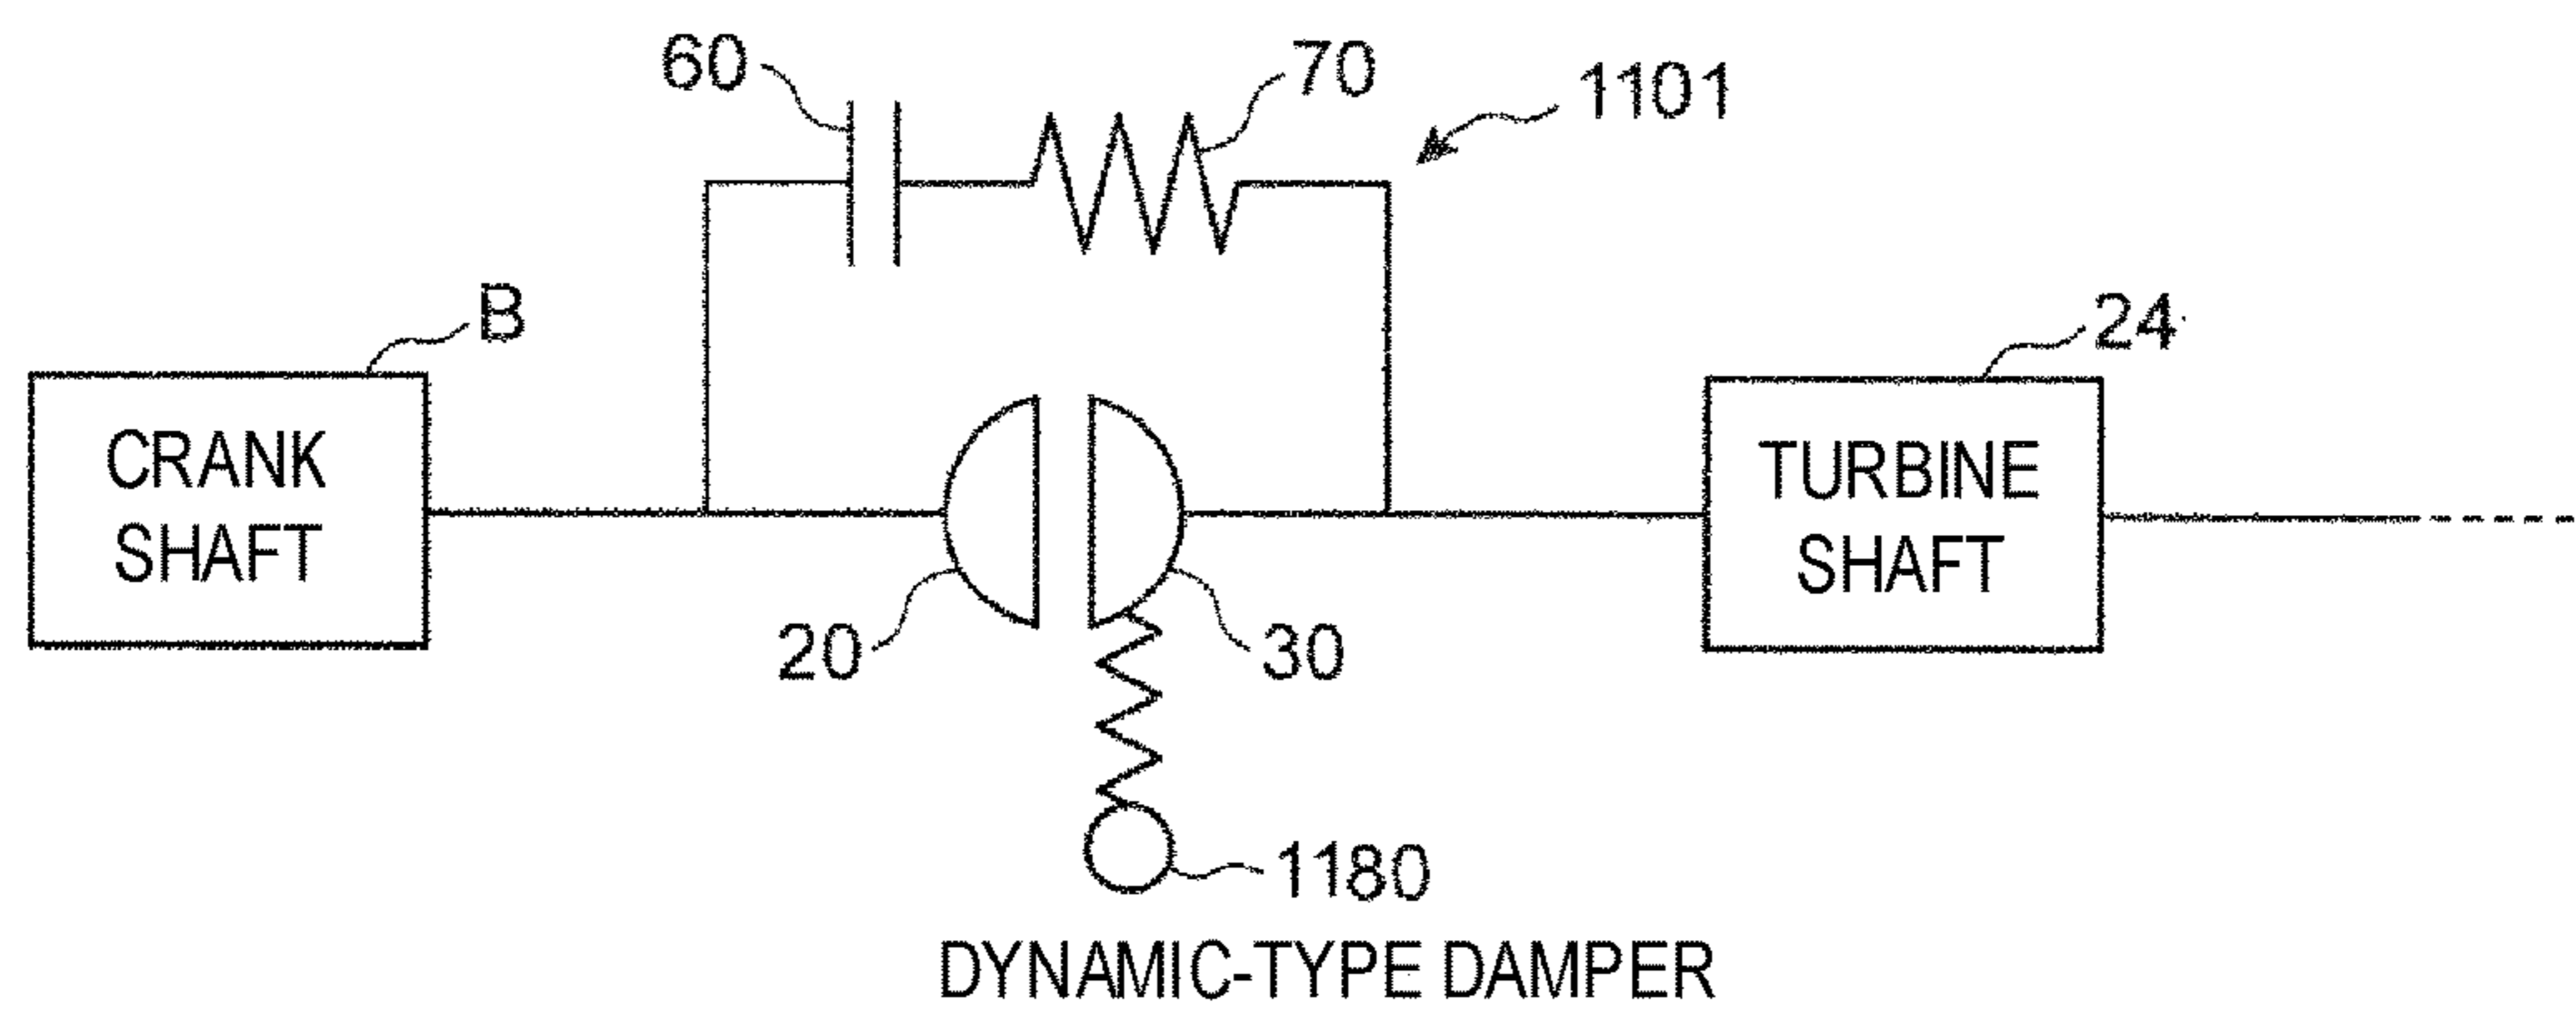 60
70
1101
B
24
CRANK
SHAFT
TURBINE
SHAFT
20
30
1180
DYNAMIC-TYPE DAMPER